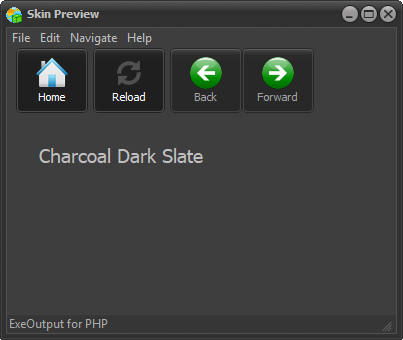 Skin Preview
File Edit Navigate Help
Home Reload Back Forward
Charcoal Dark Slate
ExeOutput for PHP